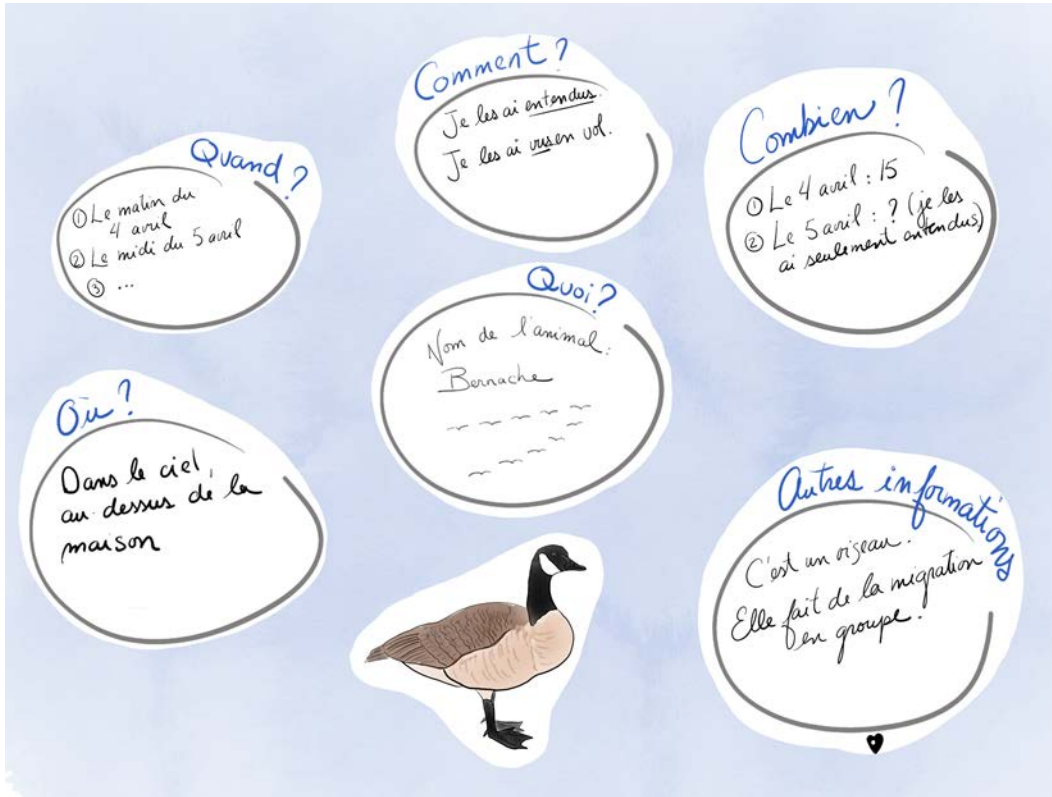 Comment ?
Je les ai entendus.
Je les ai vus en vol.
Quand ?
① Le matin du
4 avril
② Le midi du 5 avril
③ ...
Combien ?
① Le 4 avril : 15
② Le 5 avril : ? (je les
ai seulement entendus)
Quoi ?
Nom de l'animal :
Bernache
Où ?
Dans le ciel,
au dessus de la
maison
Autres informations
C'est un oiseau.
Elle fait de la migration
en groupe.